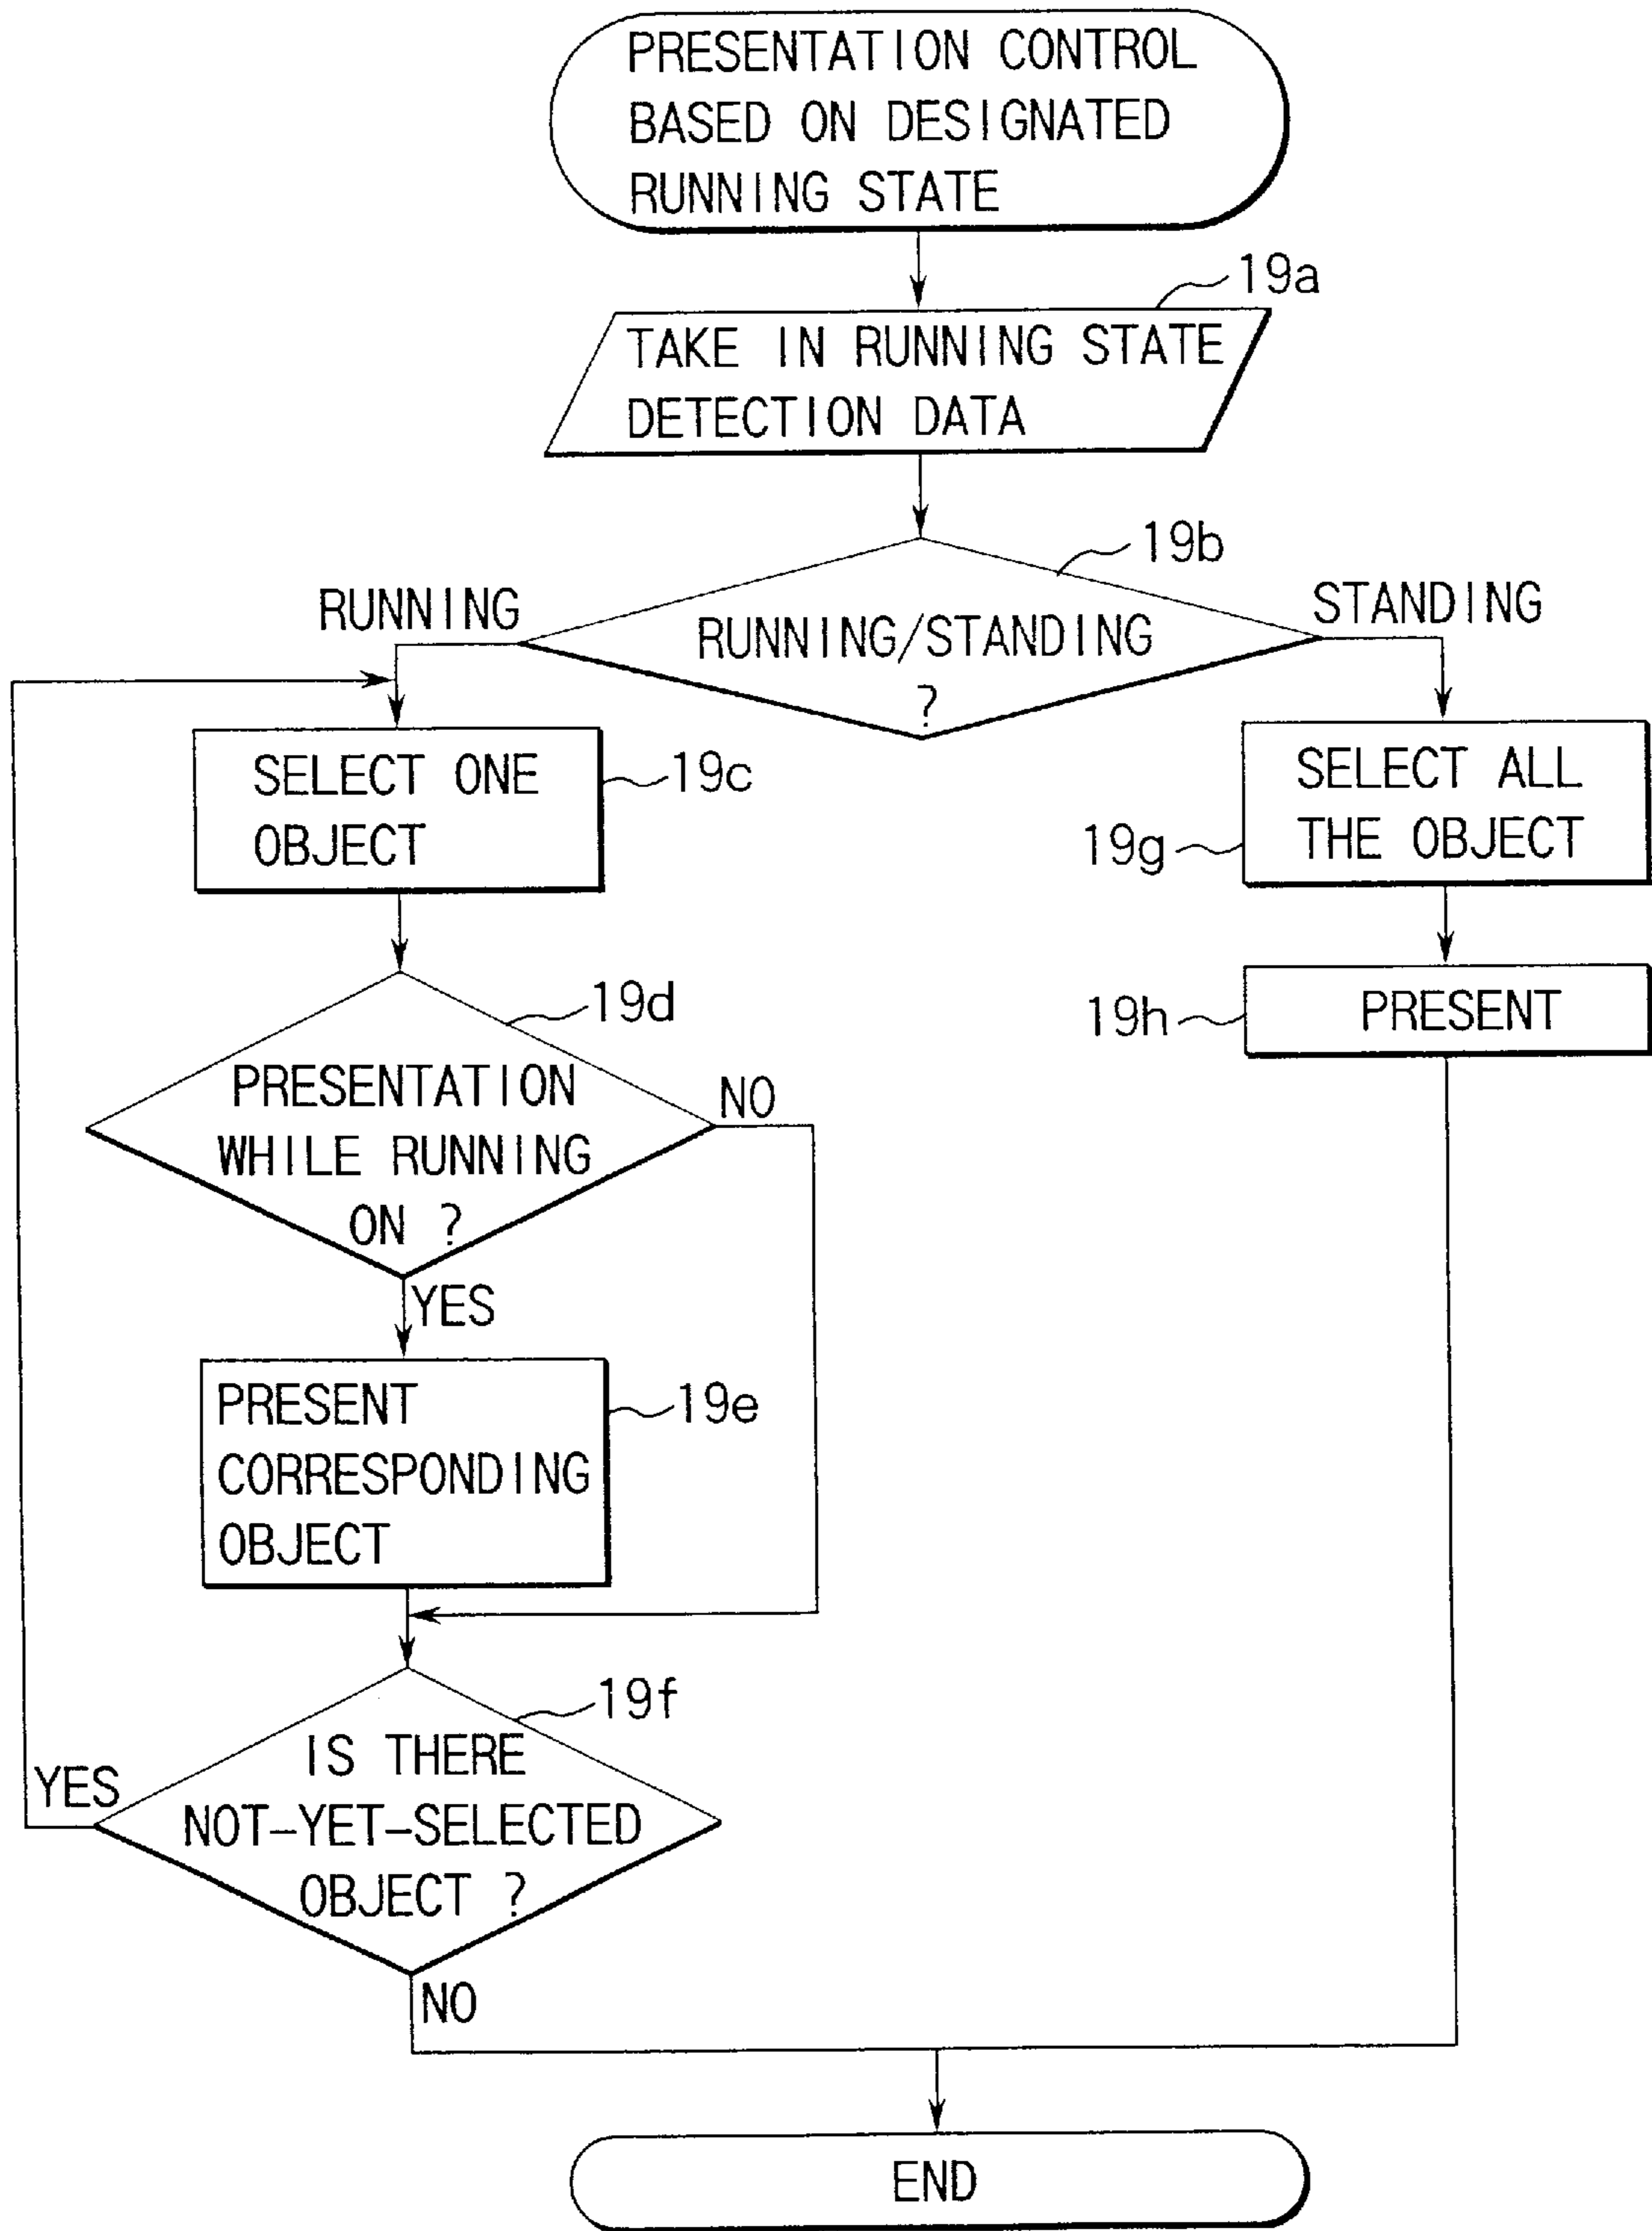 PRESENTATION CONTROL
BASED ON DESIGNATED
RUNNING STATE
19a
TAKE IN RUNNING STATE
DETECTION DATA
19b
RUNNING
STANDING
RUNNING/STANDING
?
SELECT ONE
OBJECT
19c
SELECT ALL
THE OBJECT
19g
19d
PRESENTATION
WHILE RUNNING
ON ?
NO
19h
PRESENT
YES
PRESENT
CORRESPONDING
OBJECT
19e
19f
IS THERE
NOT-YET-SELECTED
OBJECT ?
YES
NO
END